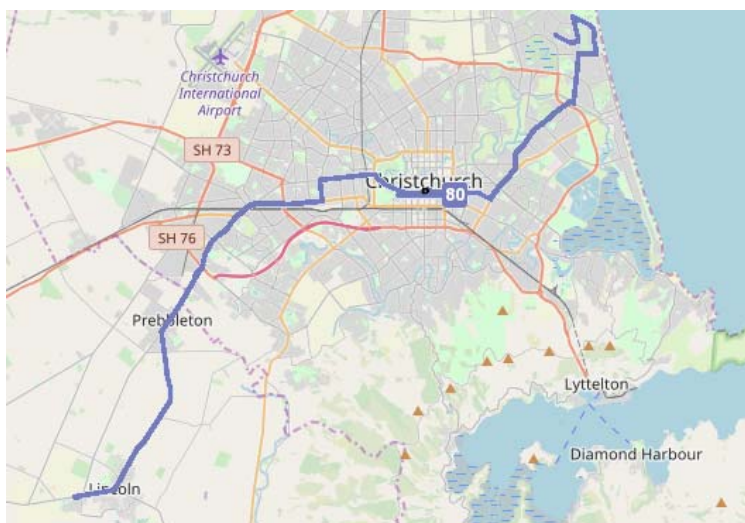 Christchurch
International
Airport
SH 73
Christchurch
80
SH 76
Prebbleton
Lyttelton
Diamond Harbour
Lincoln